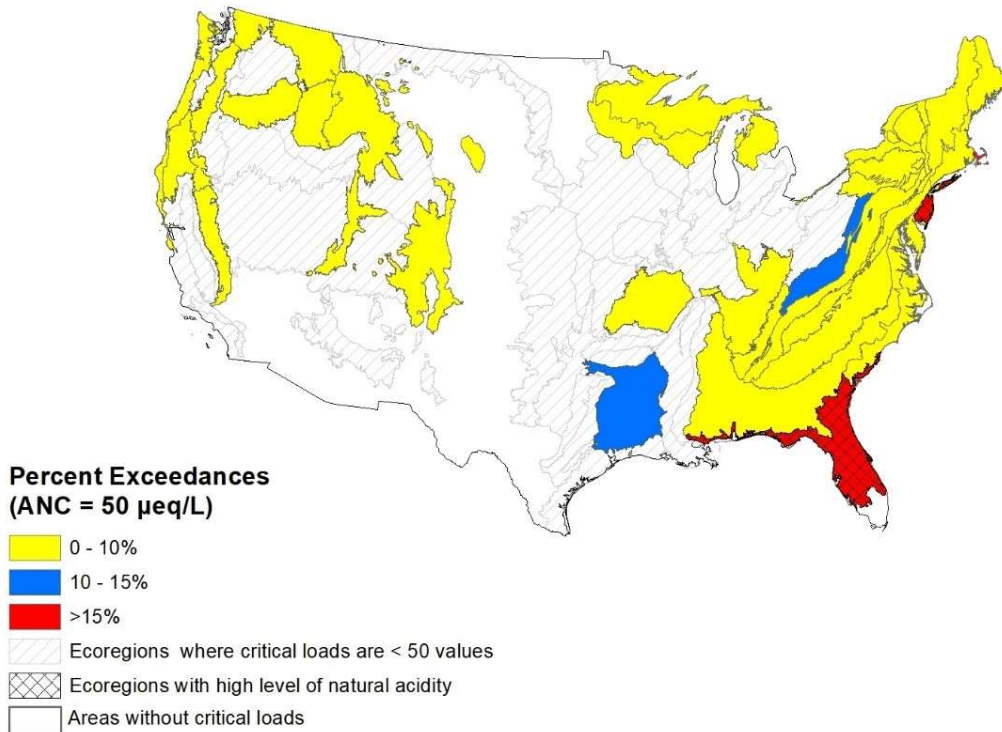 Percent Exceedances
(ANC = 50 µeq/L)
0 - 10%
10 - 15%
>15%
Ecoregions where critical loads are < 50 values
Ecoregions with high level of natural acidity
Areas without critical loads